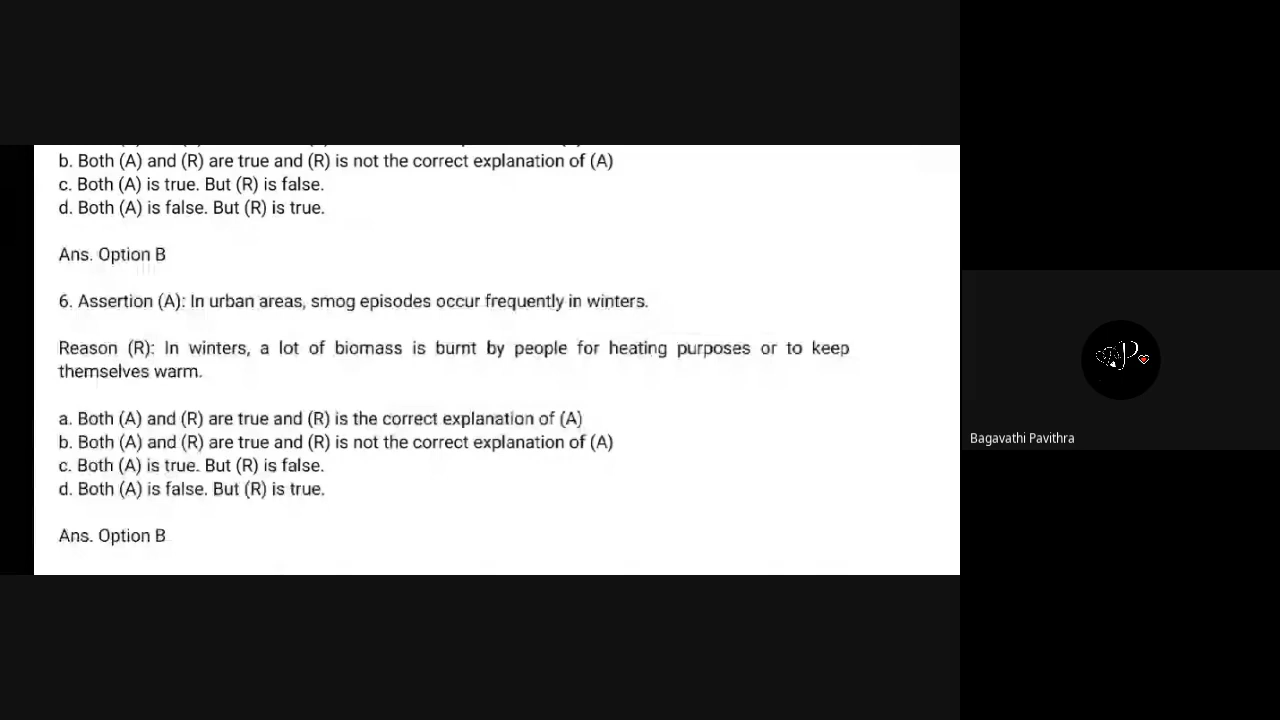 b. Both (A) and (R) are true and (R) is not the correct explanation of (A)
c. Both (A) is true. But (R) is false.
d. Both (A) is false. But (R) is true.
Ans. Option B
6. Assertion (A): In urban areas, smog episodes occur frequently in winters.
Reason (R): In winters, a lot of biomass is burnt by people for heating purposes or to keep
themselves warm.
a. Both (A) and (R) are true and (R) is the correct explanation of (A)
b. Both (A) and (R) are true and (R) is not the correct explanation of (A)
c. Both (A) is true. But (R) is false.
d. Both (A) is false. But (R) is true.
Ans. Option B
Bagavathi Pavithra